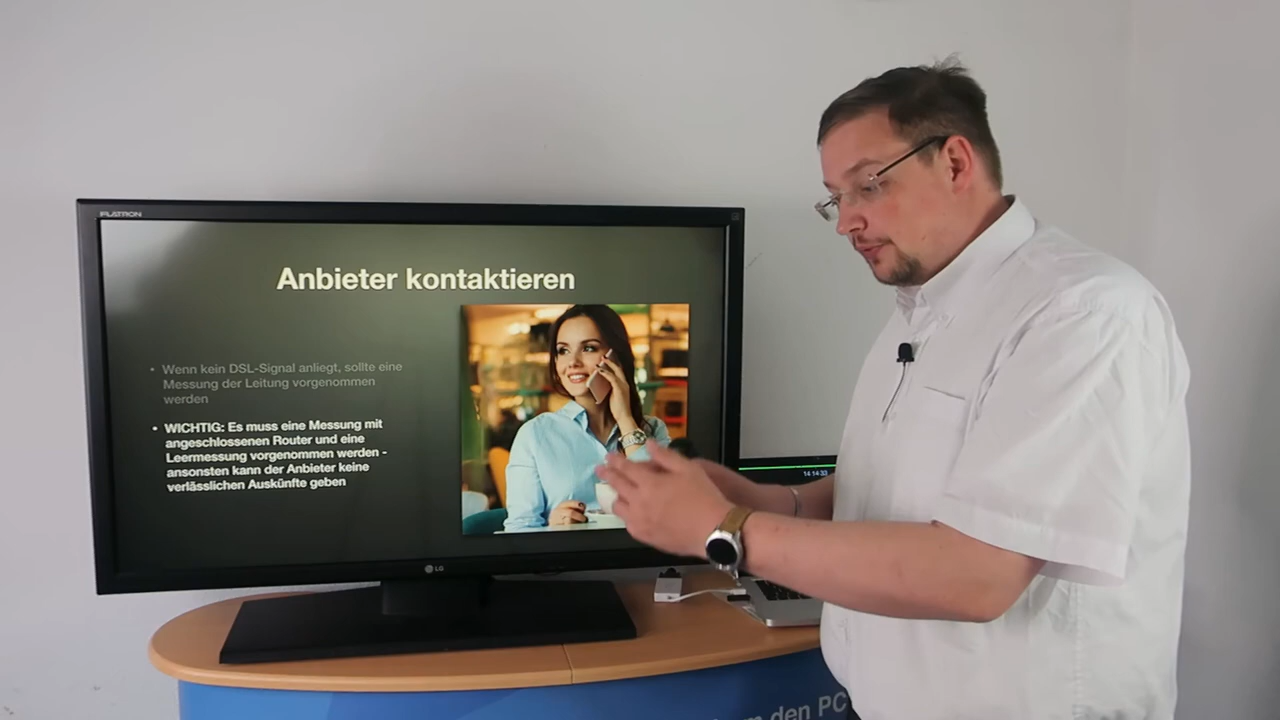 FLATRON
Anbieter kontaktieren
• Wenn kein DSL-Signal anliegt, sollte eine
Messung der Leitung vorgenommen
werden
• WICHTIG: Es muss eine Messung mit
angeschlossenen Router und eine
Leermessung vorgenommen werden -
ansonsten kann der Anbieter keine
verlässlichen Auskünfte geben
14:14:33
LG
den PC